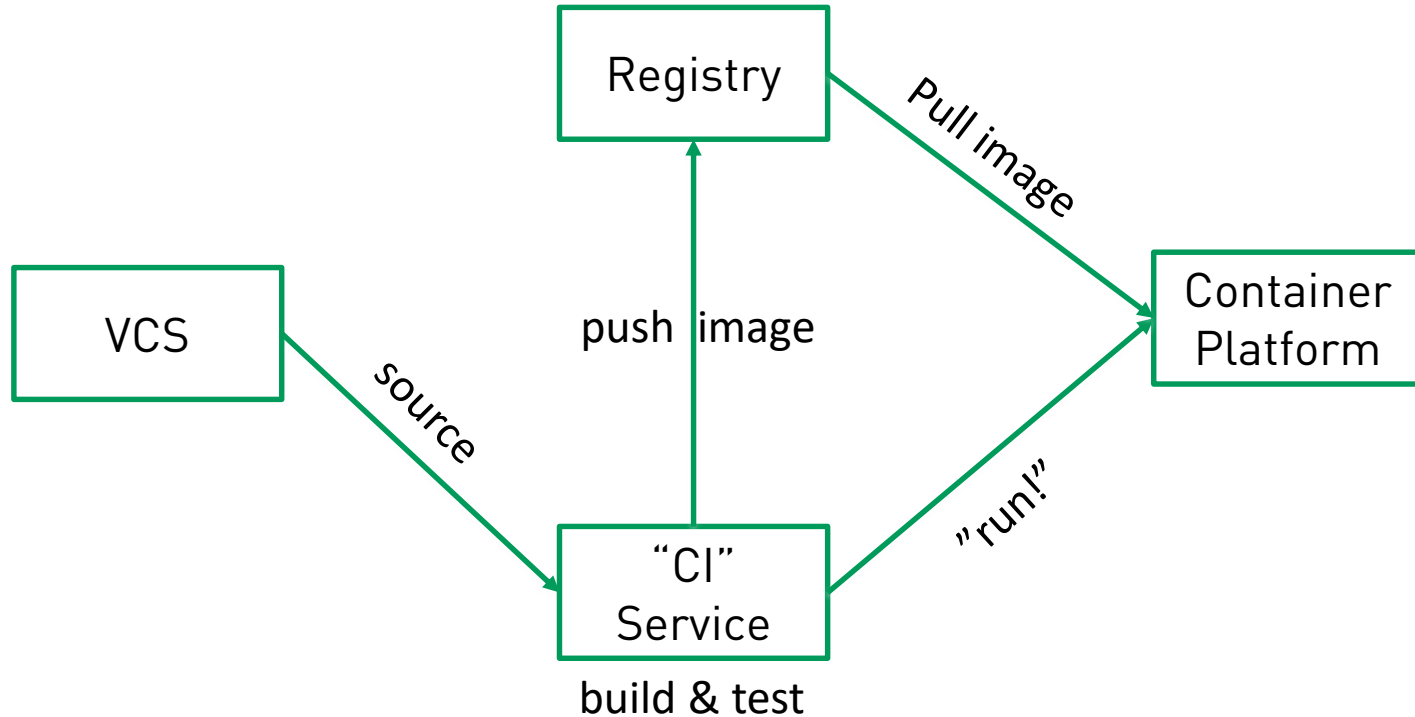 Registry
Pull image
VCS
push image
Container
Platform
source
”run!”
“CI”
Service
build & test